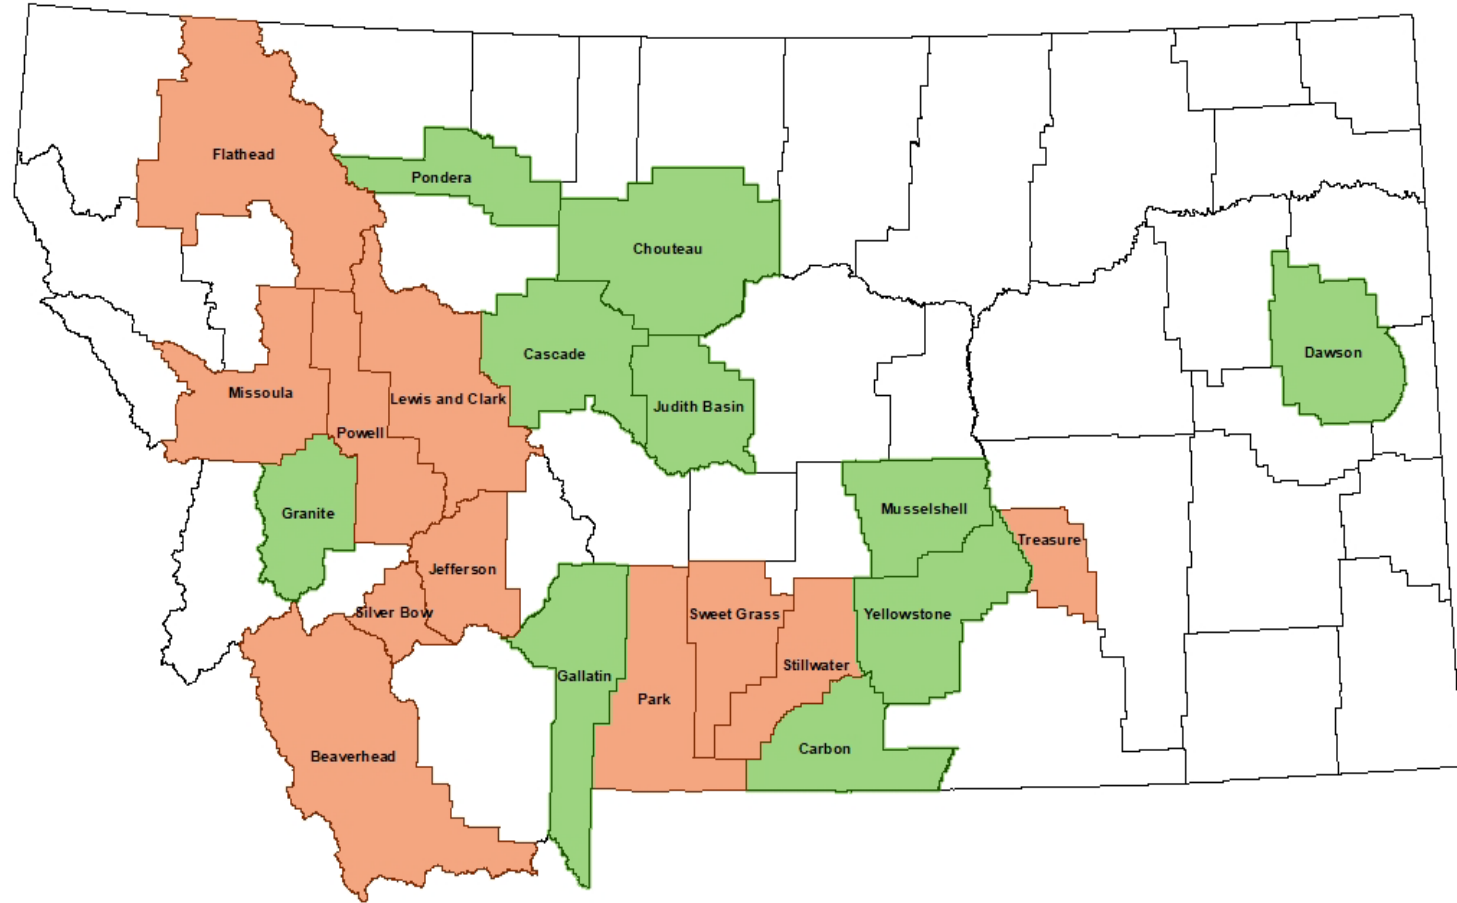 Flathead
Pondera
Chouteau
Cascade
Dawson
Missoula
Lewis and Clark
Judith Basin
Powell
Granite
Musselshell
Treasure
Jefferson
Silver Bow
Sweet Grass
Yellowstone
Stillwater
Gallatin
Park
Carbon
Beaverhead